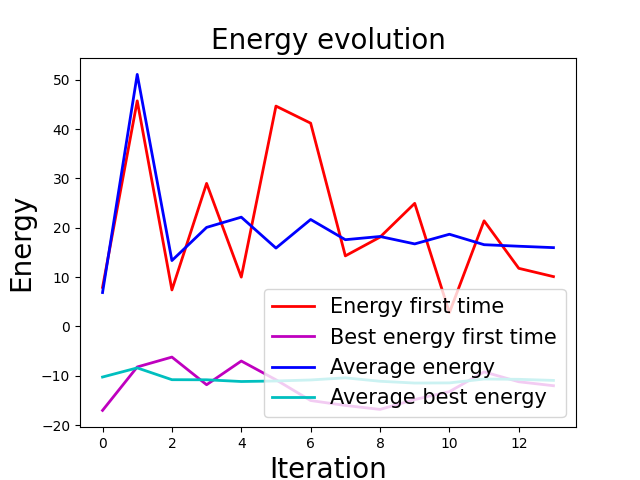 Energy evolution
50
40
30
20
10
0
−10
−20
Energy
Energy first time
Best energy first time
Average energy
Average best energy
0 2 4 6 8 10 12
Iteration